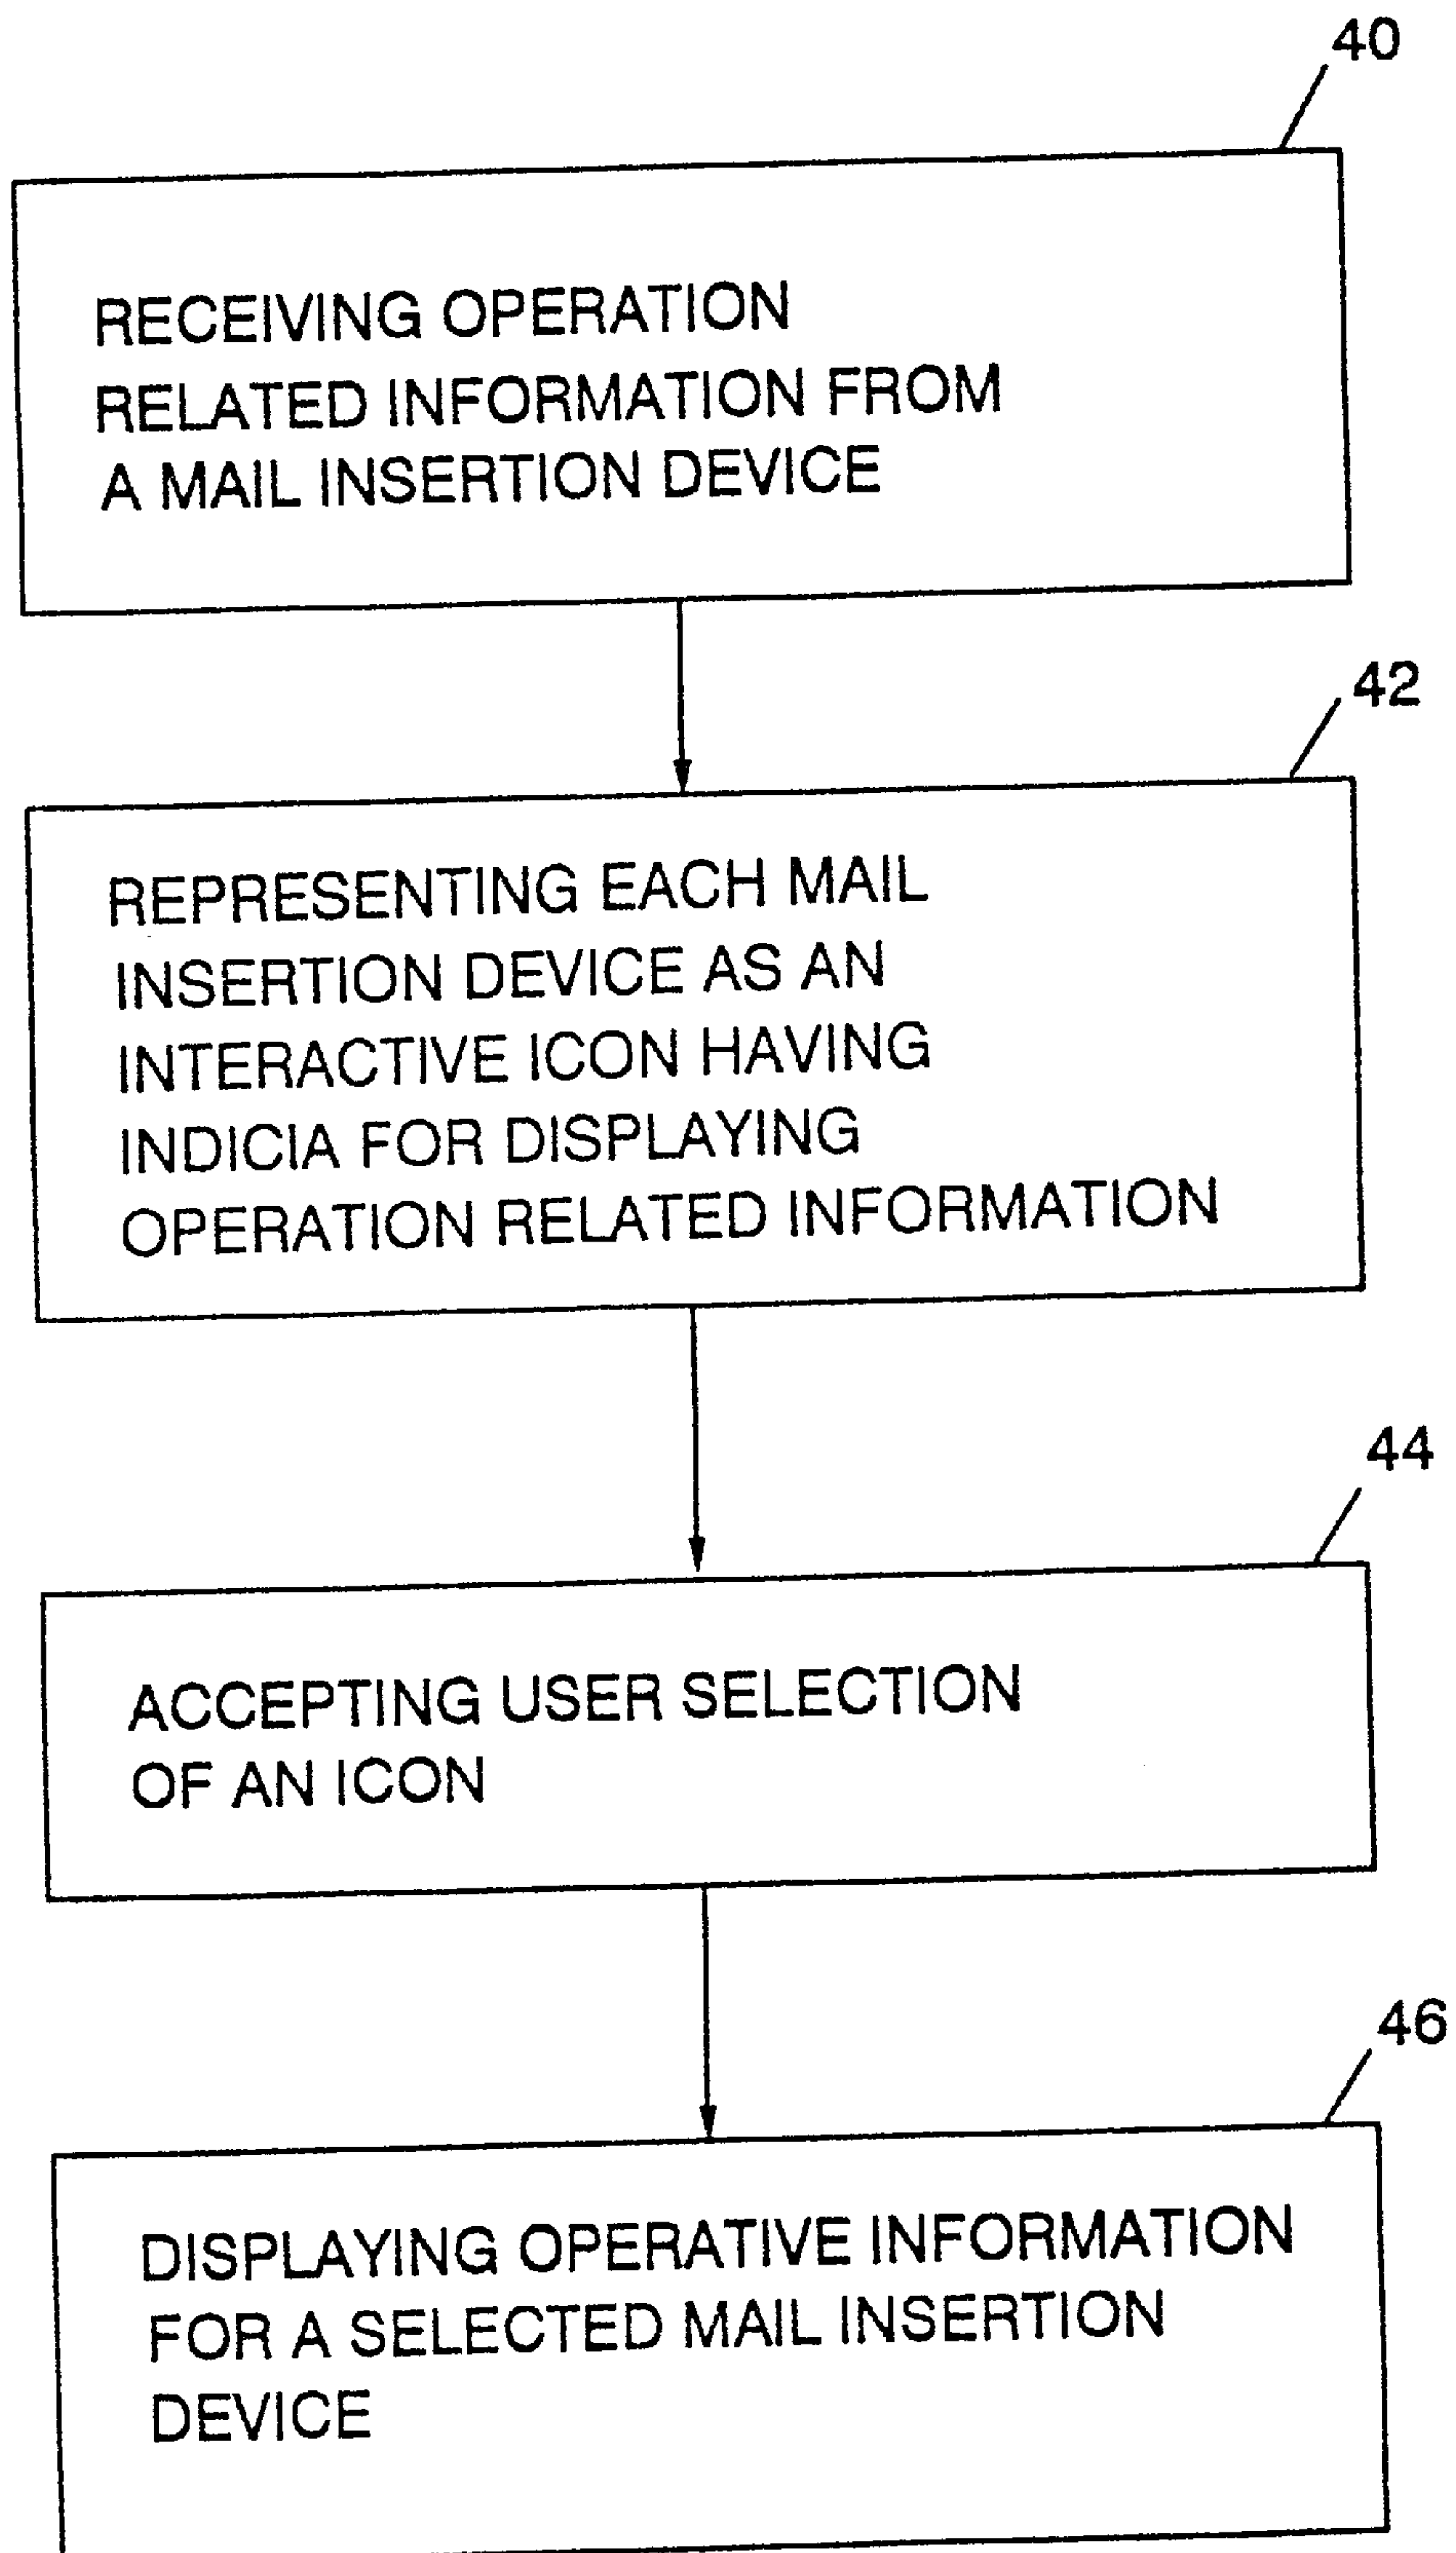 40
RECEIVING OPERATION
RELATED INFORMATION FROM
A MAIL INSERTION DEVICE
42
REPRESENTING EACH MAIL
INSERTION DEVICE AS AN
INTERACTIVE ICON HAVING
INDICIA FOR DISPLAYING
OPERATION RELATED INFORMATION
44
ACCEPTING USER SELECTION
OF AN ICON
46
DISPLAYING OPERATIVE INFORMATION
FOR A SELECTED MAIL INSERTION
DEVICE